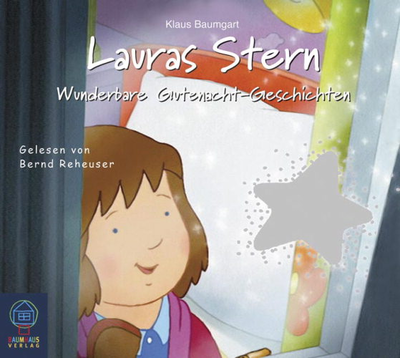 Klaus Baumgart
Lauras Stern
Wunderbare Gutenacht-Geschichten
Gelesen von
Bernd Reheuser
BAUMHAUS
VERLAG